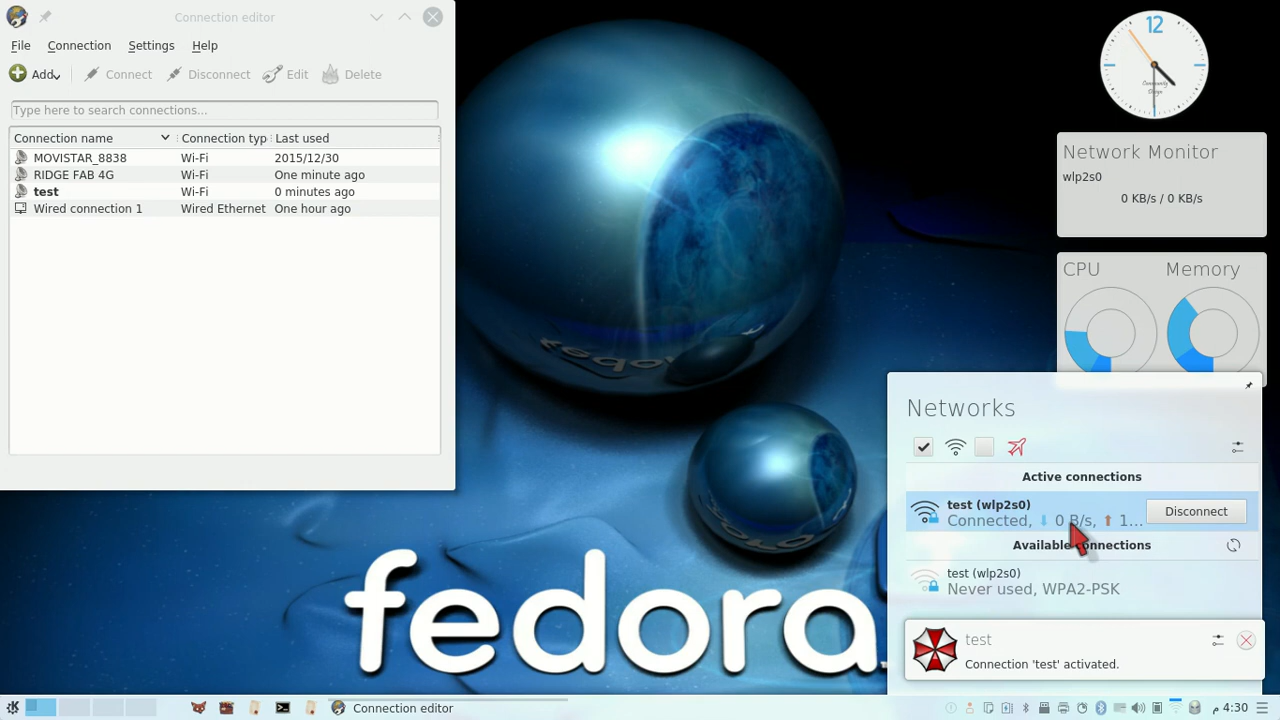 Connection editor
File Connection Settings Help
Add Connect Disconnect Edit Delete
Type here to search connections...
Connection name Connection typ Last used
MOVISTAR_8838 Wi-Fi 2015/12/30
RIDGE FAB 4G Wi-Fi One minute ago
test Wi-Fi 0 minutes ago
Wired connection 1 Wired Ethernet One hour ago
12
Network Monitor
wlp2s0
0 KB/s / 0 KB/s
CPU Memory
Networks
Active connections
test (wlp2s0)
Connected, 0 B/s, 1...
Disconnect
Available connections
test (wlp2s0)
Never used, WPA2-PSK
test
Connection 'test' activated.
fedora
Connection editor
4:30 م